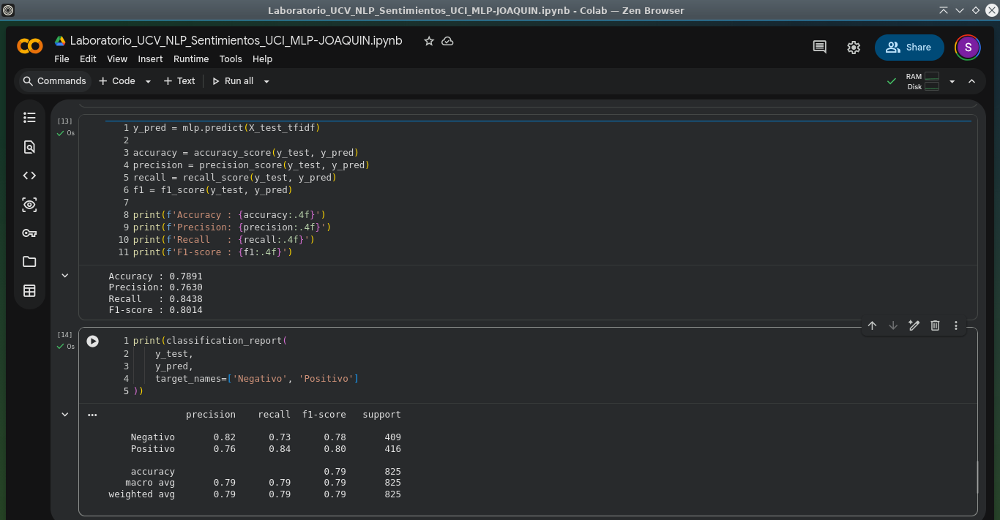 Laboratorio_UCV_NLP_Sentimientos_UCI_MLP-JOAQUIN.ipynb - Colab — Zen Browser
Laboratorio_UCV_NLP_Sentimientos_UCI_MLP-JOAQUIN.ipynb
File Edit View Insert Runtime Tools Help
Share
S
Commands + Code + Text Run all
RAM
Disk
[13]
0s
1 y_pred = mlp.predict(X_test_tfidf)
2
3 accuracy = accuracy_score(y_test, y_pred)
4 precision = precision_score(y_test, y_pred)
5 recall = recall_score(y_test, y_pred)
6 f1 = f1_score(y_test, y_pred)
7
8 print(f'Accuracy : {accuracy:.4f}')
9 print(f'Precision: {precision:.4f}')
10 print(f'Recall   : {recall:.4f}')
11 print(f'F1-score : {f1:.4f}')
Accuracy : 0.7891
Precision: 0.7630
Recall   : 0.8438
F1-score : 0.8014
[14]
0s
1 print(classification_report(
2     y_test,
3     y_pred,
4     target_names=['Negativo', 'Positivo']
5 ))
precision    recall  f1-score   support
Negativo       0.82      0.73      0.78       409
Positivo       0.76      0.84      0.80       416
accuracy                           0.79       825
macro avg       0.79      0.79      0.79       825
weighted avg       0.79      0.79      0.79       825